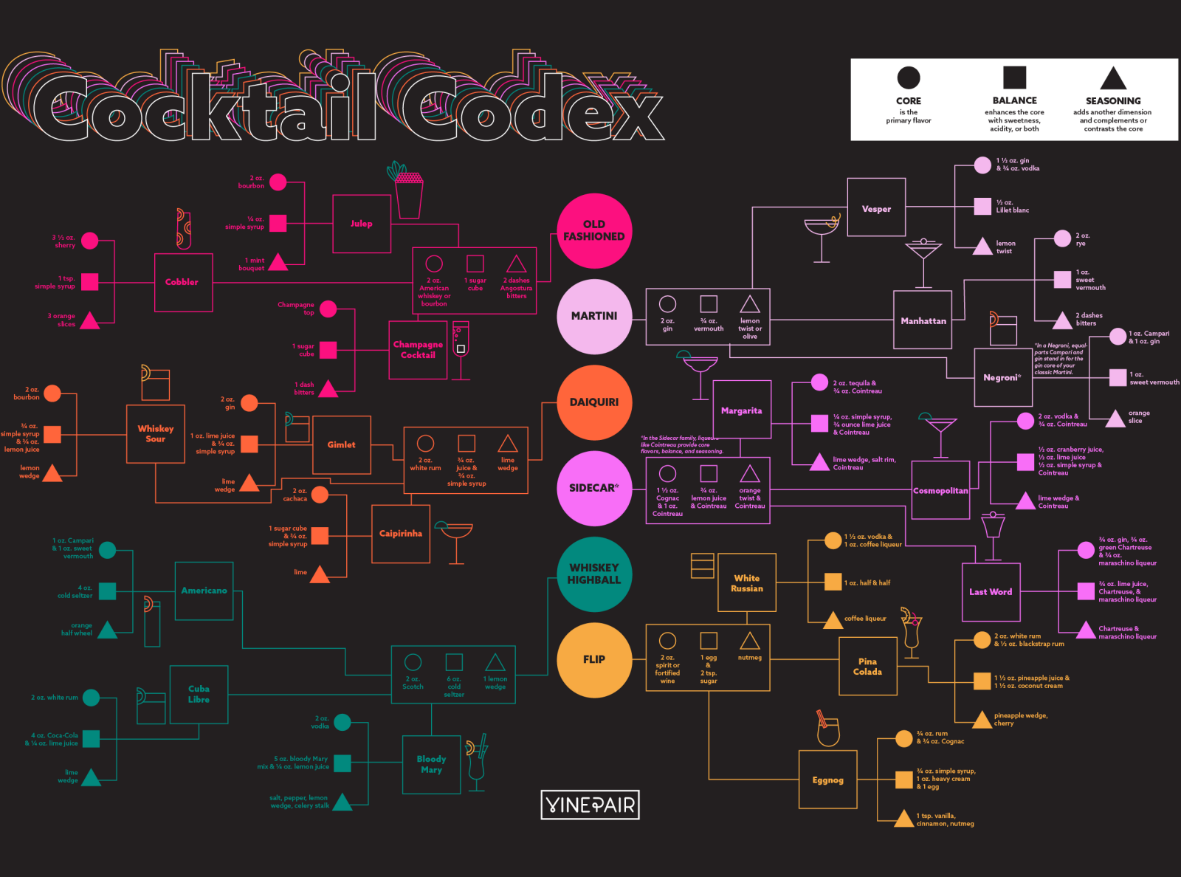 Cocktail Codex
CORE
is the
primary flavor
BALANCE
enhances the core
with sweetness,
acidity, or both
SEASONING
adds another dimension
and complements or
contrasts the core
OLD
FASHIONED
2 oz.
American
whiskey or
bourbon
1 sugar
cube
2 dashes
Angostura
bitters
Julep
2 oz.
bourbon
simple syrup
1 mint
bouquet
Cobbler
3 ½ oz.
sherry
1 tsp.
simple syrup
3 orange
slices
Champagne
Cocktail
Champagne
top
1 sugar
cube
1 dash
bitters
MARTINI
2 oz.
gin
¾ oz.
vermouth
lemon
twist or
olive
Vesper
1 ½ oz. gin
& ¾ oz. vodka
½ oz.
Lillet blanc
lemon
twist
Manhattan
2 oz.
rye
1 oz.
sweet
vermouth
2 dashes
bitters
Negroni*
*In a Negroni, equal-
parts Campari and
gin stand in for the
gin core of your
classic Martini.
1 oz. Campari
& 1 oz. gin
1 oz.
sweet vermouth
orange
slice
DAIQUIRI
2 oz.
white rum
¾ oz.
juice &
¾ oz.
simple syrup
lime
wedge
Whiskey
Sour
2 oz.
bourbon
¾ oz.
simple syrup
& ¾ oz.
lemon juice
lemon
wedge
Gimlet
2 oz.
gin
1 oz. lime juice
& ¾ oz.
simple syrup
lime
wedge
Caipirinha
2 oz.
cachaca
1 sugar cube
& ¾ oz.
simple syrup
lime
SIDECAR*
*In the Sidecar family, liqueurs
like Cointreau provide core
flavors, balance, and seasoning.
1 ½ oz.
Cognac
& 1 oz.
Cointreau
¾ oz.
lemon juice
& Cointreau
orange
twist &
Cointreau
Margarita
2 oz. tequila &
¾ oz. Cointreau
¼ oz. simple syrup,
¾ ounce lime juice
& Cointreau
lime wedge, salt rim,
Cointreau
Cosmopolitan
2 oz. vodka &
¾ oz. Cointreau
½ oz. cranberry juice,
½ oz. lime juice
½ oz. simple syrup &
Cointreau
lime wedge &
Cointreau
Last Word
¾ oz. gin, ¾ oz.
green Chartreuse
& ¾ oz.
maraschino liqueur
¾ oz. lime juice,
Chartreuse, &
maraschino liqueur
Chartreuse &
maraschino liqueur
WHISKEY
HIGHBALL
2 oz.
Scotch
6 oz.
cold
seltzer
1 lemon
wedge
Americano
1 oz. Campari
& 1 oz. sweet
vermouth
4 oz.
cold seltzer
orange
half wheel
Cuba
Libre
2 oz. white rum
4 oz. Coca-Cola
& ¼ oz. lime juice
lime
wedge
Bloody
Mary
2 oz.
vodka
5 oz. bloody Mary
mix & ½ oz. lemon juice
salt, pepper, lemon
wedge, celery stalk
FLIP
2 oz.
spirit or
fortified
wine
1 egg
&
2 tsp.
sugar
nutmeg
White
Russian
1 ½ oz. vodka &
1 oz. coffee liqueur
1 oz. half & half
coffee liqueur
Pina
Colada
2 oz. white rum
& ½ oz. blackstrap rum
1 ½ oz. pineapple juice &
1 ½ oz. coconut cream
pineapple wedge,
cherry
Eggnog
¾ oz. rum
& ¾ oz. Cognac
¾ oz. simple syrup,
1 oz. heavy cream
& 1 egg
1 tsp. vanilla,
cinnamon, nutmeg
VINEPAIR